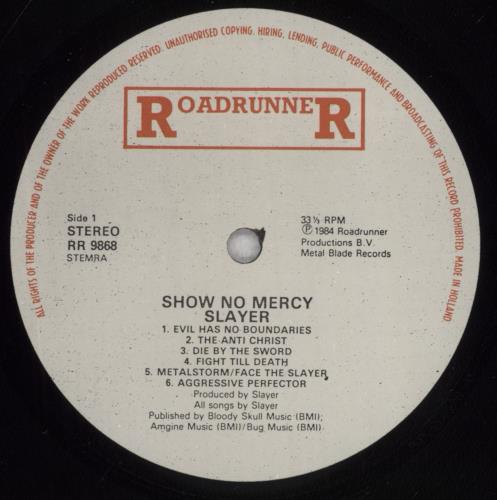 ALL RIGHTS OF THE PRODUCER AND OF THE OWNER OF THE WORK REPRODUCED RESERVED. UNAUTHORISED COPYING, HIRING, LENDING, PUBLIC PERFORMANCE AND BROADCASTING OF THIS RECORD PROHIBITED. MADE IN HOLLAND
ROADRUNNER
Side 1
STEREO
RR 9868
STEMRA
33⅓ RPM
Ⓟ 1984 Roadrunner
Productions B.V.
Metal Blade Records
SHOW NO MERCY
SLAYER
1. EVIL HAS NO BOUNDARIES
2. THE ANTI CHRIST
3. DIE BY THE SWORD
4. FIGHT TILL DEATH
5. METALSTORM/FACE THE SLAYER
6. AGGRESSIVE PERFECTOR
Produced by Slayer
All songs by Slayer
Published by Bloody Skull Music (BMI);
Amgine Music (BMI)/Bug Music (BMI)